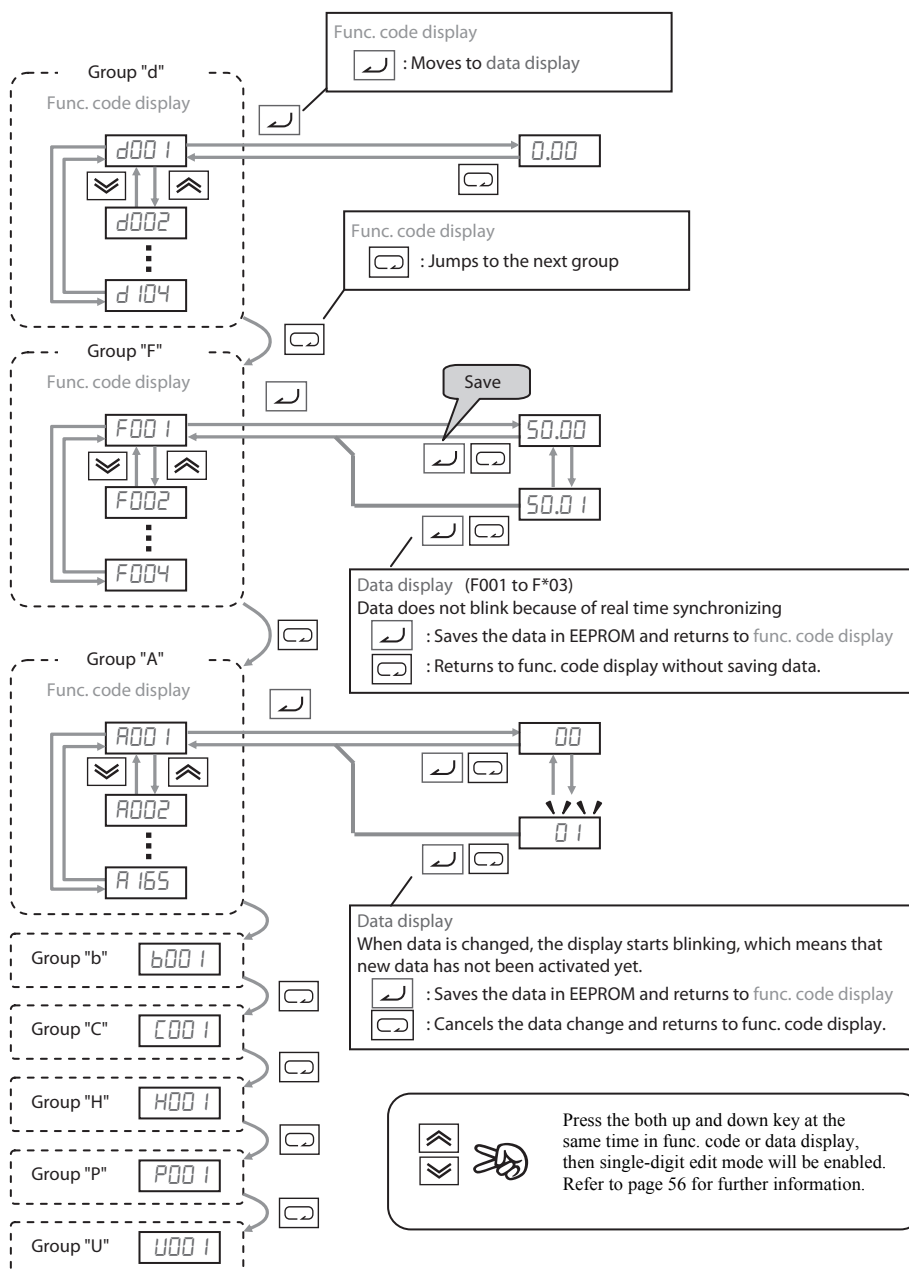 Func. code display
: Moves to data display
Group "d"
Func. code display
d001
0.00
d002
d104
Func. code display
: Jumps to the next group
Group "F"
Func. code display
Save
F001
50.00
F002
50.01
F004
Data display (F001 to F*03)
Data does not blink because of real time synchronizing
: Saves the data in EEPROM and returns to func. code display
: Returns to func. code display without saving data.
Group "A"
Func. code display
A001
00
A002
01
A165
Data display
When data is changed, the display starts blinking, which means that
new data has not been activated yet.
: Saves the data in EEPROM and returns to func. code display
: Cancels the data change and returns to func. code display.
Group "b" b001
Group "C" C001
Group "H" H001
Group "P" P001
Group "U" U001
Press the both up and down key at the
same time in func. code or data display,
then single-digit edit mode will be enabled.
Refer to page 56 for further information.